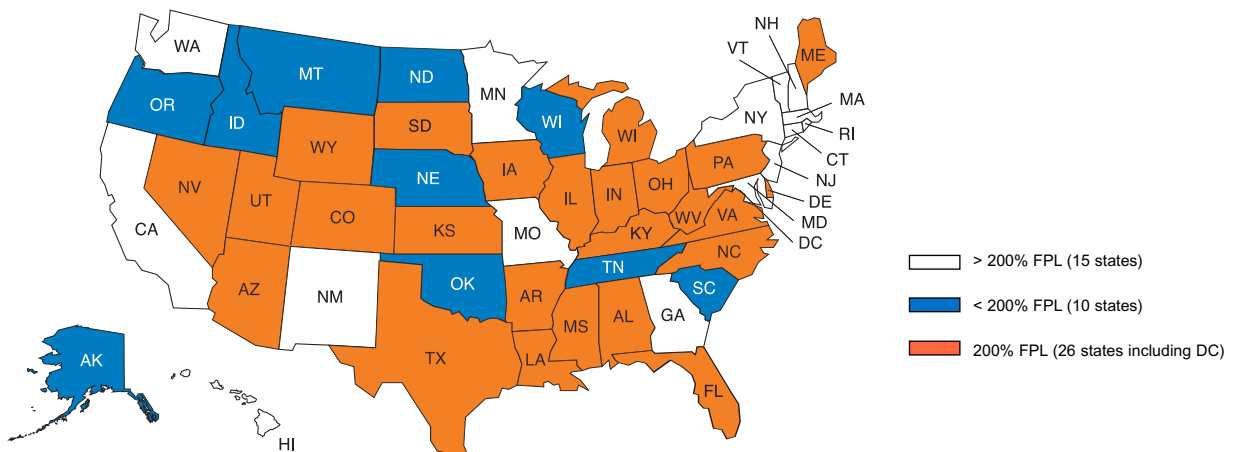 NH
WA
VT
ME
MT
ND
MN
MA
OR
NY
ID
WI
SD
WI
RI
WY
CT
PA
IA
NE
NJ
NV
OH
IL
IN
DE
UT
CO
WV
VA
MD
CA
KS
MO
KY
DC
NC
TN
> 200% FPL (15 states)
OK
SC
AZ
NM
AR
< 200% FPL (10 states)
GA
MS
AL
200% FPL (26 states including DC)
AK
TX
LA
FL
HI